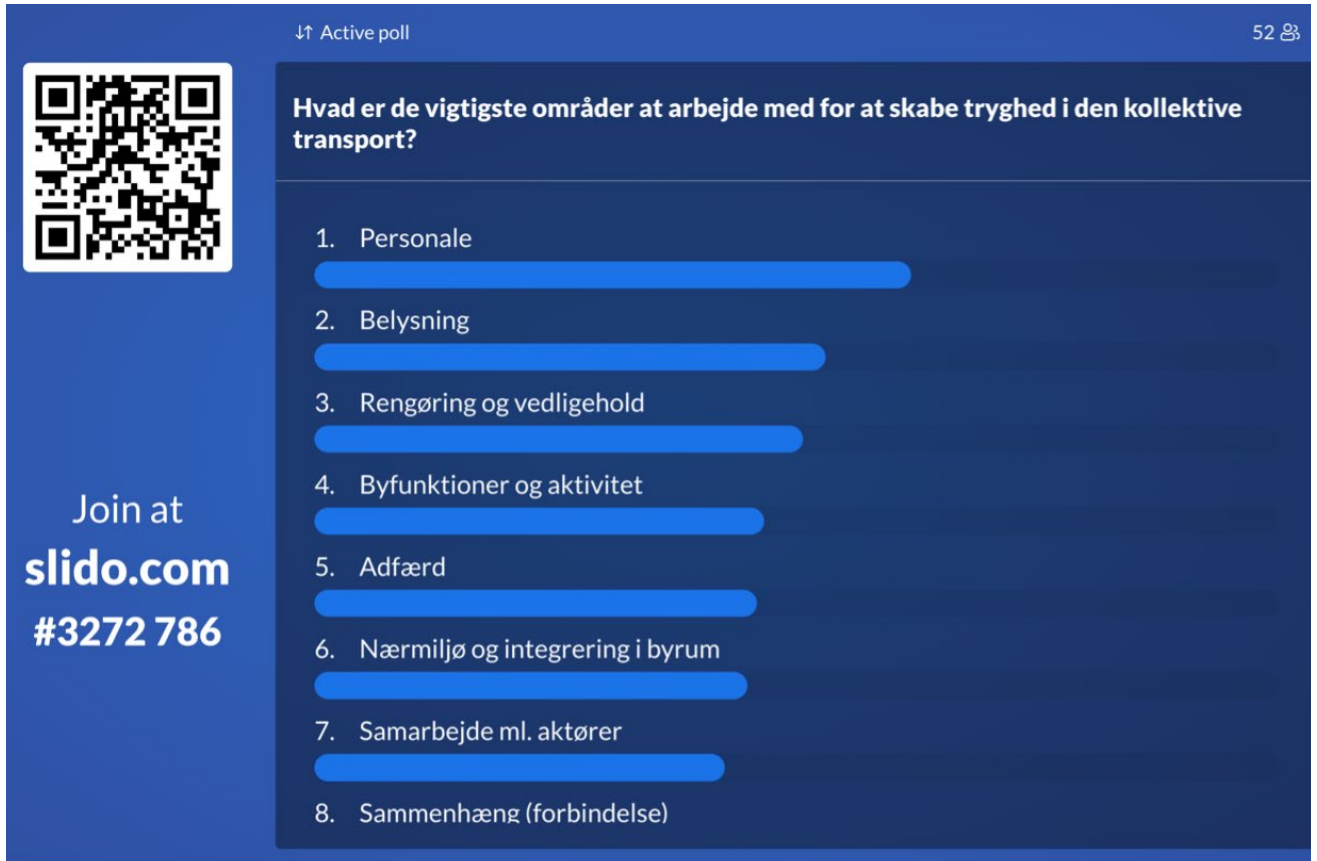 Active poll
52
Hvad er de vigtigste områder at arbejde med for at skabe tryghed i den kollektive
transport?
1. Personale
2. Belysning
3. Rengøring og vedligehold
4. Byfunktioner og aktivitet
5. Adfærd
6. Nærmiljø og integrering i byrum
7. Samarbejde ml. aktører
8. Sammenhæng (forbindelse)
Join at
slido.com
#3272 786